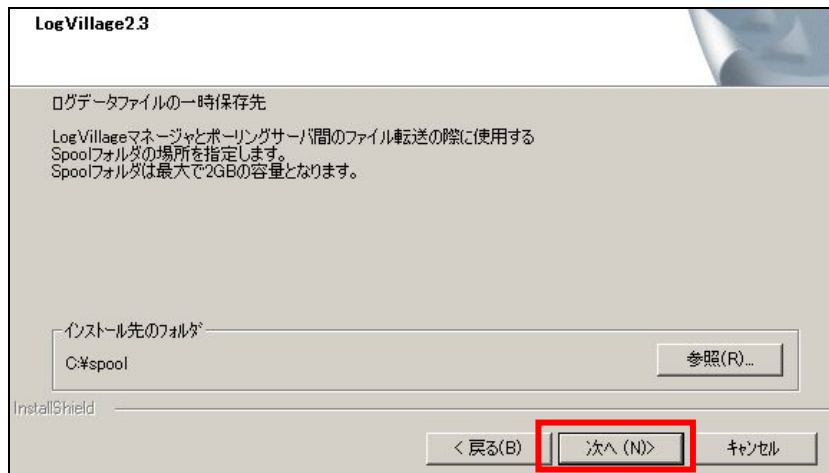 LogVillage2.3
ログデータファイルの一時保存先
LogVillageマネージャとポーリングサーバ間のファイル転送の際に使用する
Spoolフォルダの場所を指定します。
Spoolフォルダは最大で2GBの容量となります。
インストール先のフォルダ
C:¥spool
参照(R)...
InstallShield
< 戻る(B)
次へ (N)>
キャンセル